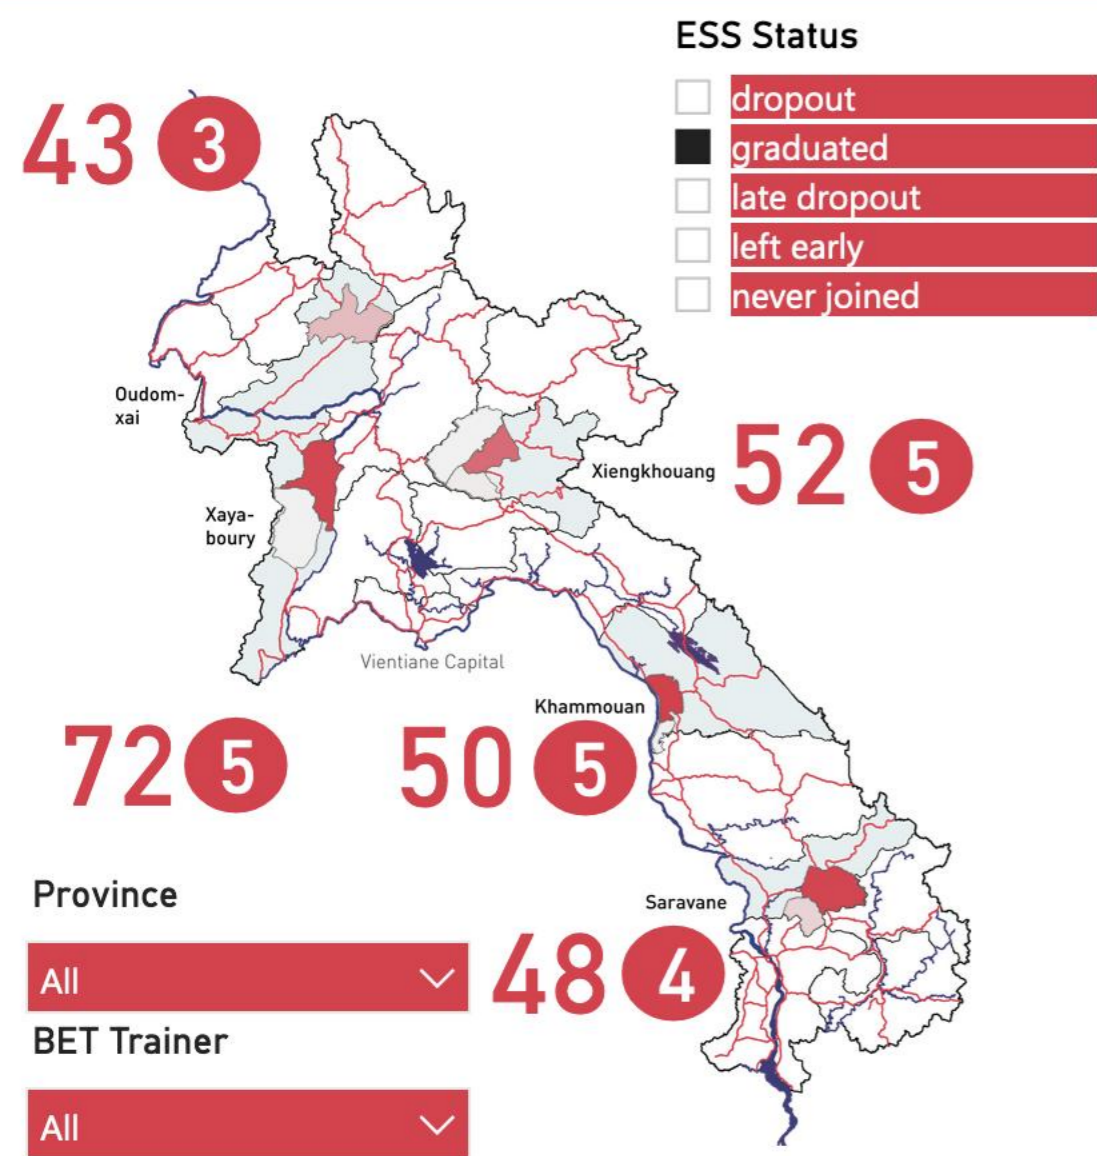 ESS Status
dropout
graduated
late dropout
left early
never joined
43 3
Oudom-
xai
Xiengkhouang
52 5
Xaya-
boury
Vientiane Capital
Khammouan
72 5
50 5
Province
All
Saravane
48 4
BET Trainer
All